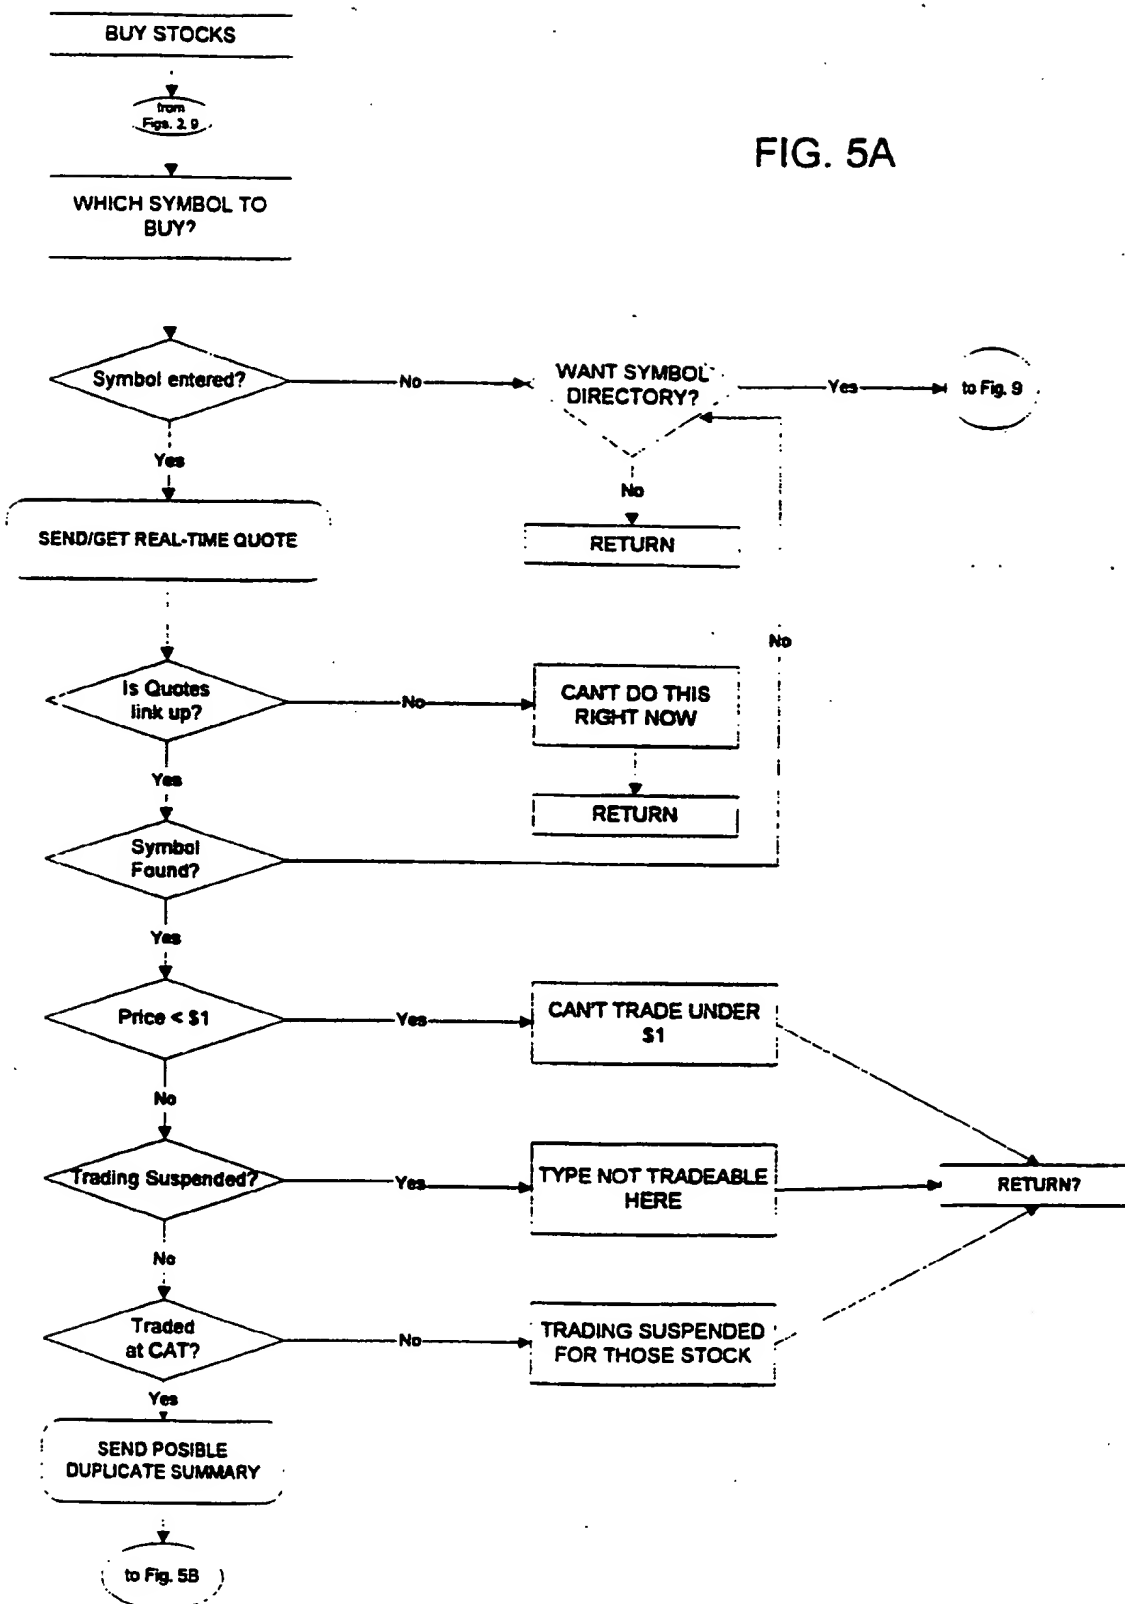 BUY STOCKS
from
Figs. 2, 9
FIG. 5A
WHICH SYMBOL TO
BUY?
Symbol entered?
No
WANT SYMBOL
DIRECTORY?
Yes
to Fig. 9
Yes
No
SEND/GET REAL-TIME QUOTE
RETURN
No
Is Quotes
link up?
No
CAN'T DO THIS
RIGHT NOW
Yes
RETURN
Symbol
Found?
Yes
Price < $1
Yes
CAN'T TRADE UNDER
$1
No
Trading Suspended?
Yes
TYPE NOT TRADEABLE
HERE
RETURN?
No
Traded
at CAT?
No
TRADING SUSPENDED
FOR THOSE STOCK
Yes
SEND POSIBLE
DUPLICATE SUMMARY
to Fig. 5B